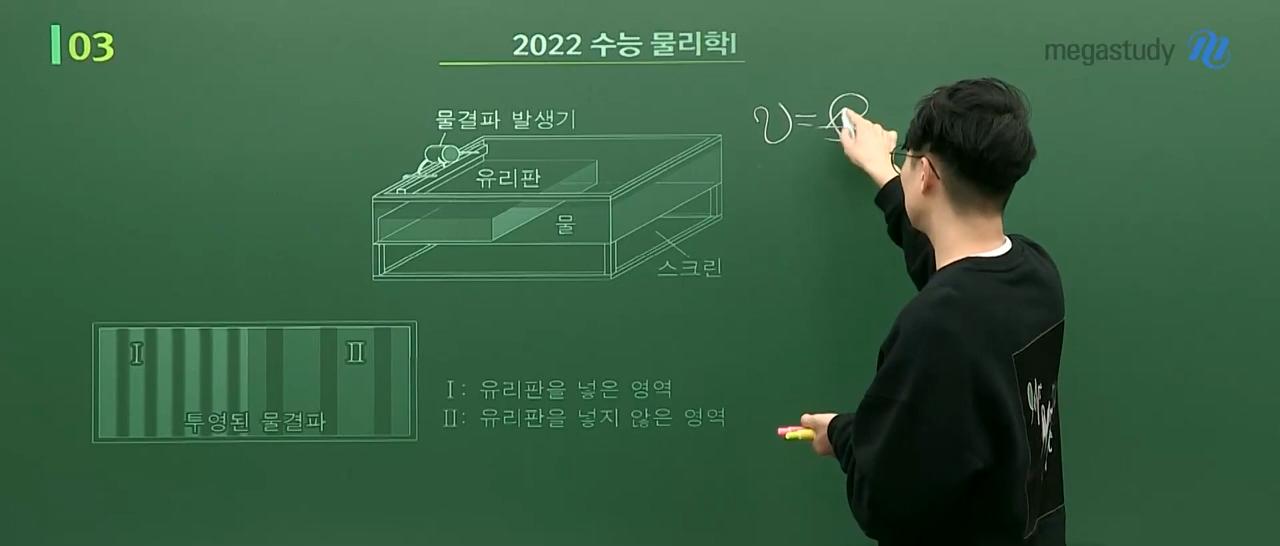 03
2022 수능 물리학I
megastudy
물결파 발생기
유리판
물
스크린
I
II
투영된 물결파
I: 유리판을 넣은 영역
II: 유리판을 넣지 않은 영역
v=